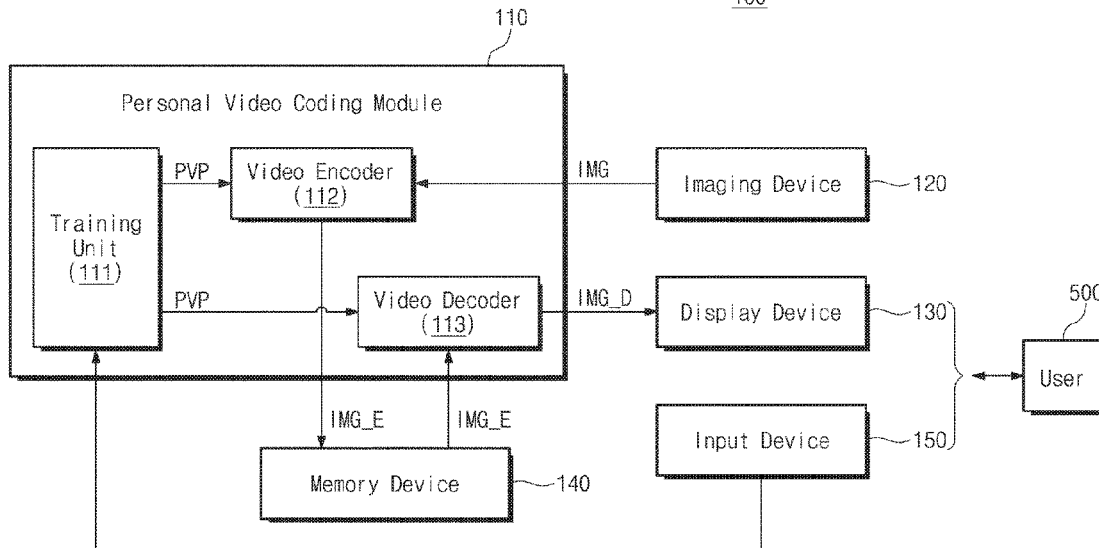 110
Personal Video Coding Module
PVP
Video Encoder
(112)
IMG
Imaging Device
120
Training
Unit
(111)
PVP
Video Decoder
(113)
IMG_D
Display Device
130
500
User
IMG_E
IMG_E
Input Device
150
Memory Device
140